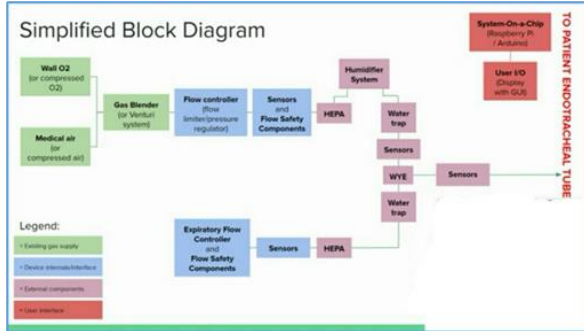 Simplified Block Diagram
Wall O2
(or compressed
O2)
Medical air
(or
compressed air)
Gas Blender
(or Venturi
system)
Flow controller
(flow
limiter/pressure
regulator)
Sensors
and
Flow Safety
Components
HEPA
Humidifier
System
Water
trap
Sensors
WYE
Water
trap
Sensors
System-On-a-Chip
(Raspberry Pi
/ Arduino)
User I/O
(Display
with GUI)
TO PATIENT ENDOTRACHEAL TUBE
Expiratory Flow
Controller
and
Flow Safety
Components
Sensors
HEPA
Legend:
= Existing gas supply
= Device internals/interface
= External components
= User interface